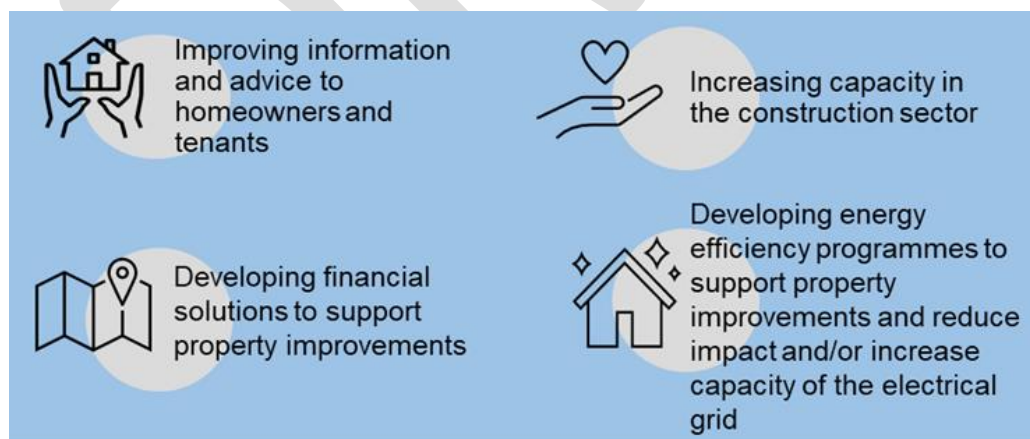 Improving information
and advice to
homeowners and
tenants
Increasing capacity in
the construction sector
Developing financial
solutions to support
property improvements
Developing energy
efficiency programmes to
support property
improvements and reduce
impact and/or increase
capacity of the electrical
grid